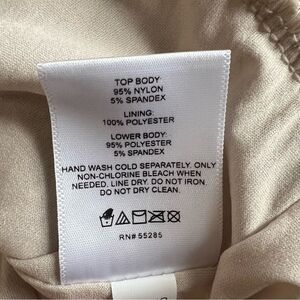 TOP BODY:
95% NYLON
5% SPANDEX
LINING:
100% POLYESTER
LOWER BODY:
95% POLYESTER
5% SPANDEX
HAND WASH COLD SEPARATELY. ONLY
NON-CHLORINE BLEACH WHEN
NEEDED. LINE DRY. DO NOT IRON
DO NOT DRY CLEAN.
RN# 55285